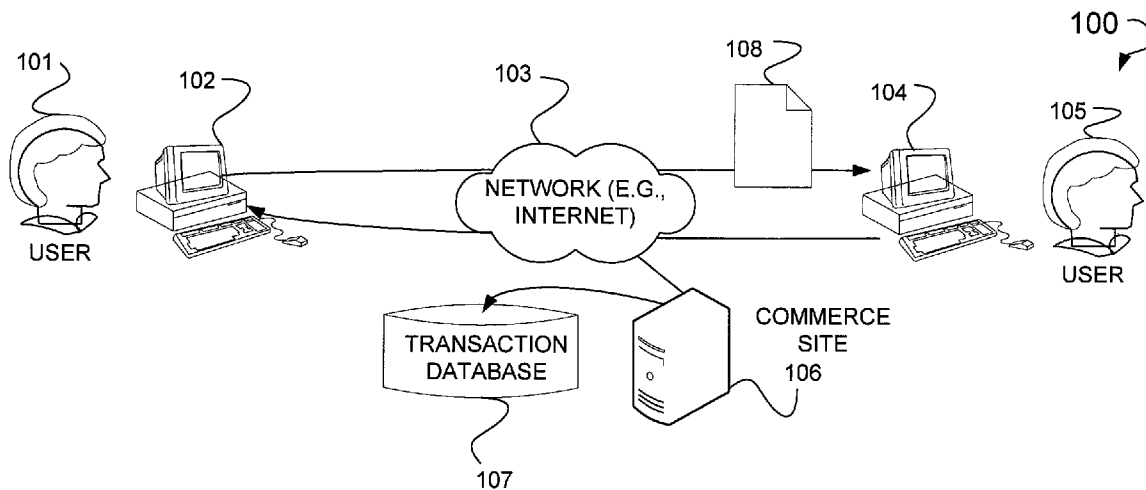 100
101
102
103
108
104
105
NETWORK (E.G.,
INTERNET)
USER
USER
COMMERCE
SITE
106
TRANSACTION
DATABASE
107